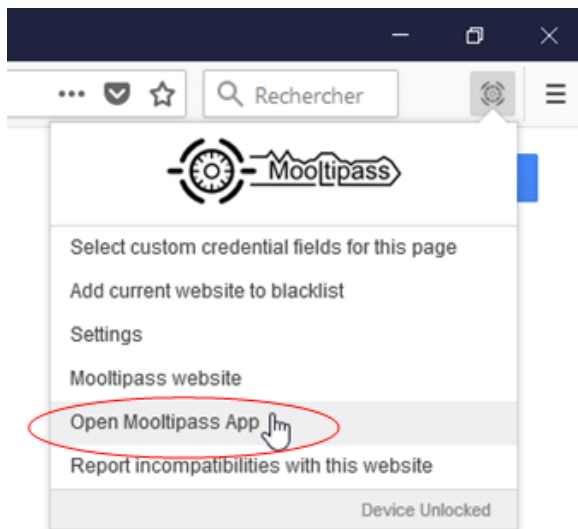 Rechercher
Mooltipass
Select custom credential fields for this page
Add current website to blacklist
Settings
Mooltipass website
Open Mooltipass App
Report incompatibilities with this website
Device Unlocked